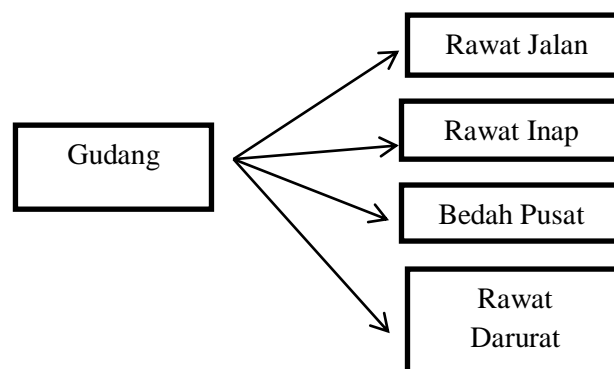 Gudang
Rawat Jalan
Rawat Inap
Bedah Pusat
Rawat
Darurat